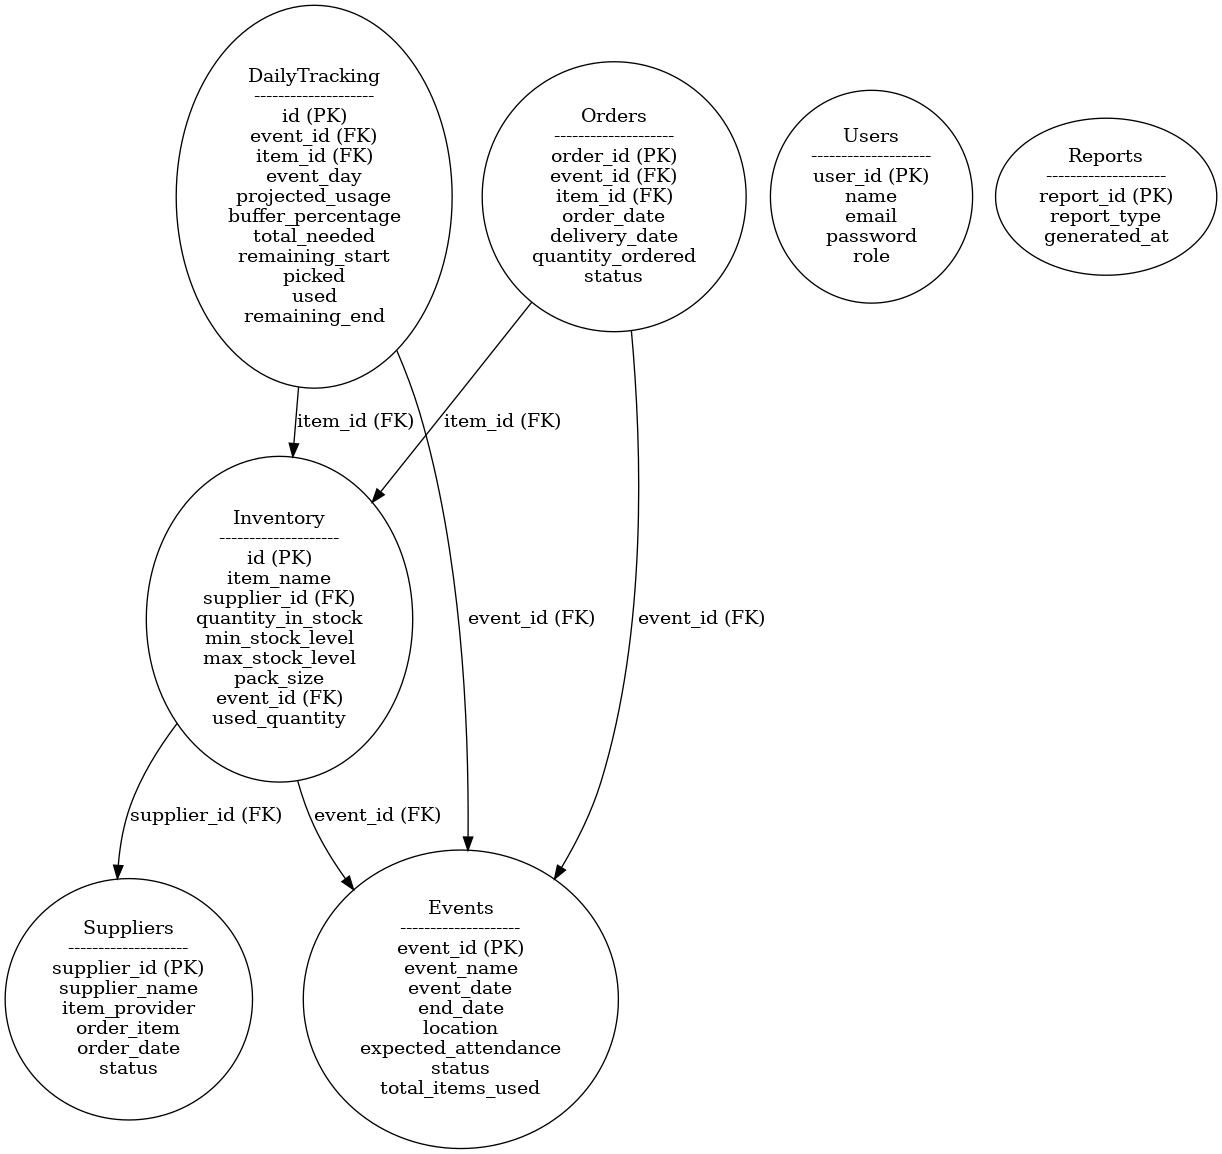 DailyTracking
--------------------
id (PK)
event_id (FK)
item_id (FK)
event_day
projected_usage
buffer_percentage
total_needed
remaining_start
picked
used
remaining_end
Orders
--------------------
order_id (PK)
event_id (FK)
item_id (FK)
order_date
delivery_date
quantity_ordered
status
Users
--------------------
user_id (PK)
name
email
password
role
Reports
--------------------
report_id (PK)
report_type
generated_at
item_id (FK)
item_id (FK)
Inventory
--------------------
id (PK)
item_name
supplier_id (FK)
quantity_in_stock
min_stock_level
max_stock_level
pack_size
event_id (FK)
used_quantity
event_id (FK)
event_id (FK)
supplier_id (FK)
event_id (FK)
Suppliers
--------------------
supplier_id (PK)
supplier_name
item_provider
order_item
order_date
status
Events
--------------------
event_id (PK)
event_name
event_date
end_date
location
expected_attendance
status
total_items_used